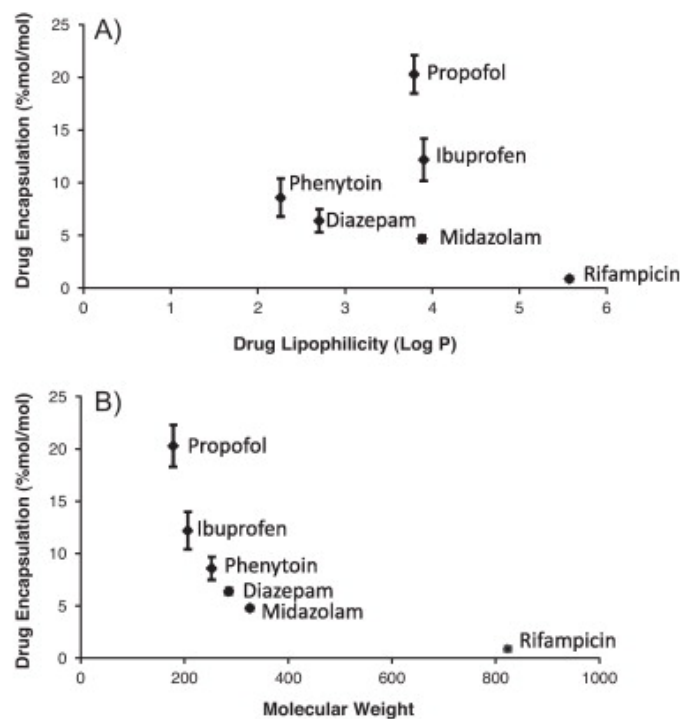 A)
Drug Encapsulation (%mol/mol)
25
20
15
10
5
0
Propofol
Ibuprofen
Phenytoin
Diazepam
Midazolam
Rifampicin
0 1 2 3 4 5 6
Drug Lipophilicity (Log P)
B)
Drug Encapsulation (%mol/mol)
25
20
15
10
5
0
Propofol
Ibuprofen
Phenytoin
Diazepam
Midazolam
Rifampicin
0 200 400 600 800 1000
Molecular Weight